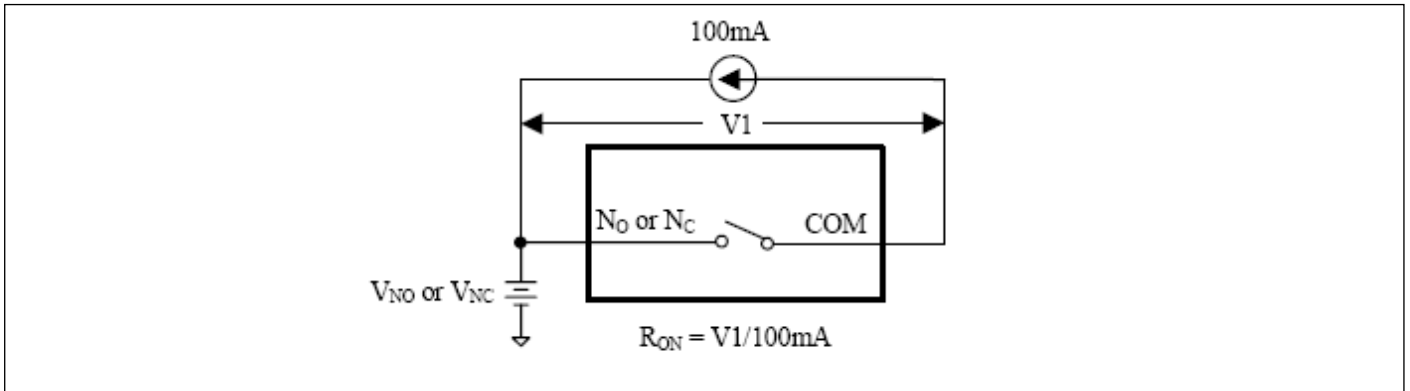 100mA
V1
NO or NC
COM
VNO or VNC
RON = V1/100mA